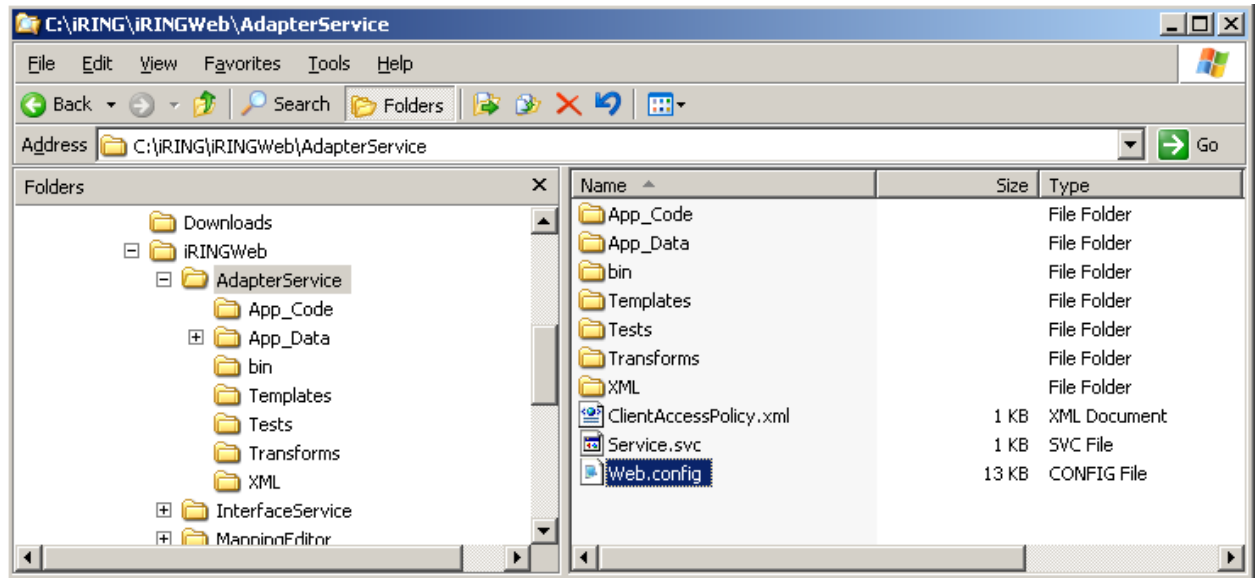 C:\iRING\iRINGWeb\AdapterService
File Edit View Favorites Tools Help
Back Search Folders
Address C:\iRING\iRINGWeb\AdapterService Go
Folders
Downloads
iRINGWeb
AdapterService
App_Code
App_Data
bin
Templates
Tests
Transforms
XML
InterfaceService
MappingEditor
Name Size Type
App_Code File Folder
App_Data File Folder
bin File Folder
Templates File Folder
Tests File Folder
Transforms File Folder
XML File Folder
ClientAccessPolicy.xml 1 KB XML Document
Service.svc 1 KB SVC File
Web.config 13 KB CONFIG File